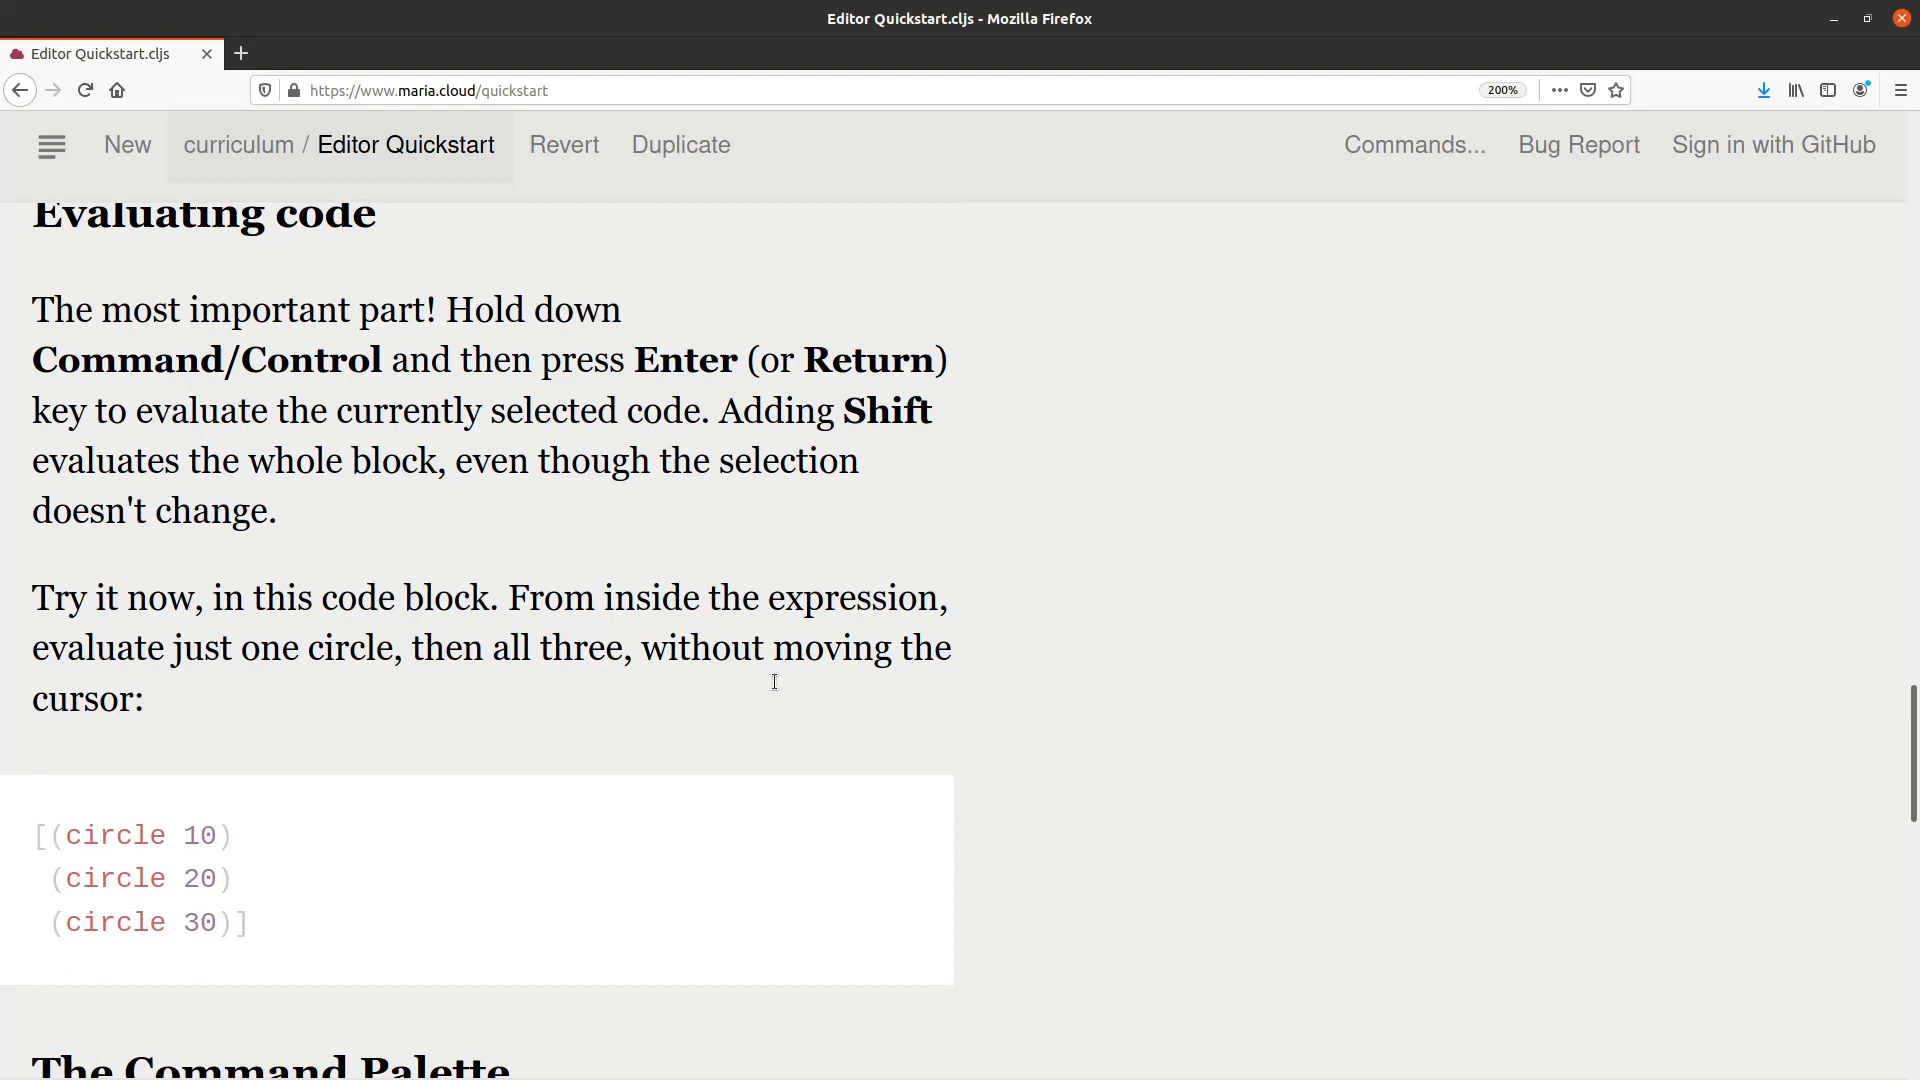 Editor Quickstart.cljs - Mozilla Firefox
Editor Quickstart.cljs
https://www.maria.cloud/quickstart
200%
New
curriculum / Editor Quickstart
Revert
Duplicate
Commands...
Bug Report
Sign in with GitHub
Evaluating code
The most important part! Hold down
Command/Control and then press Enter (or Return)
key to evaluate the currently selected code. Adding Shift
evaluates the whole block, even though the selection
doesn't change.
Try it now, in this code block. From inside the expression,
evaluate just one circle, then all three, without moving the
cursor:
[(circle 10)
(circle 20)
(circle 30)]
The Command Palette